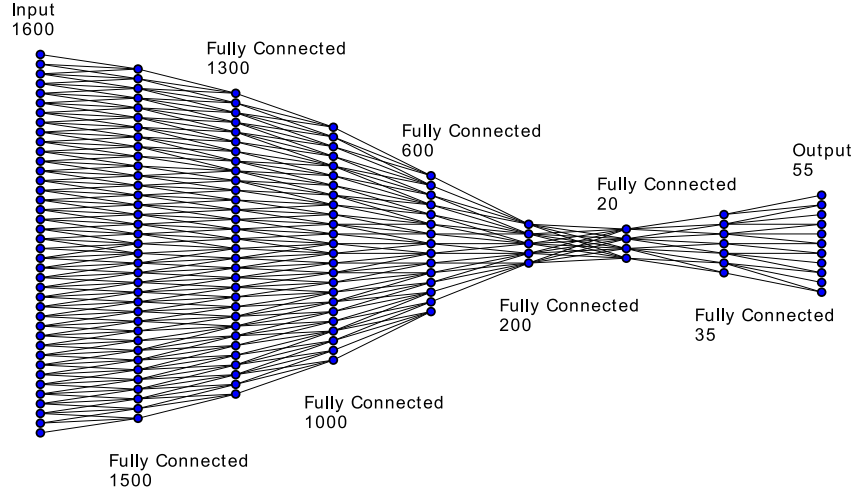 Input
1600
Fully Connected
1300
Fully Connected
600
Output
55
Fully Connected
20
Fully Connected
200
Fully Connected
35
Fully Connected
1000
Fully Connected
1500